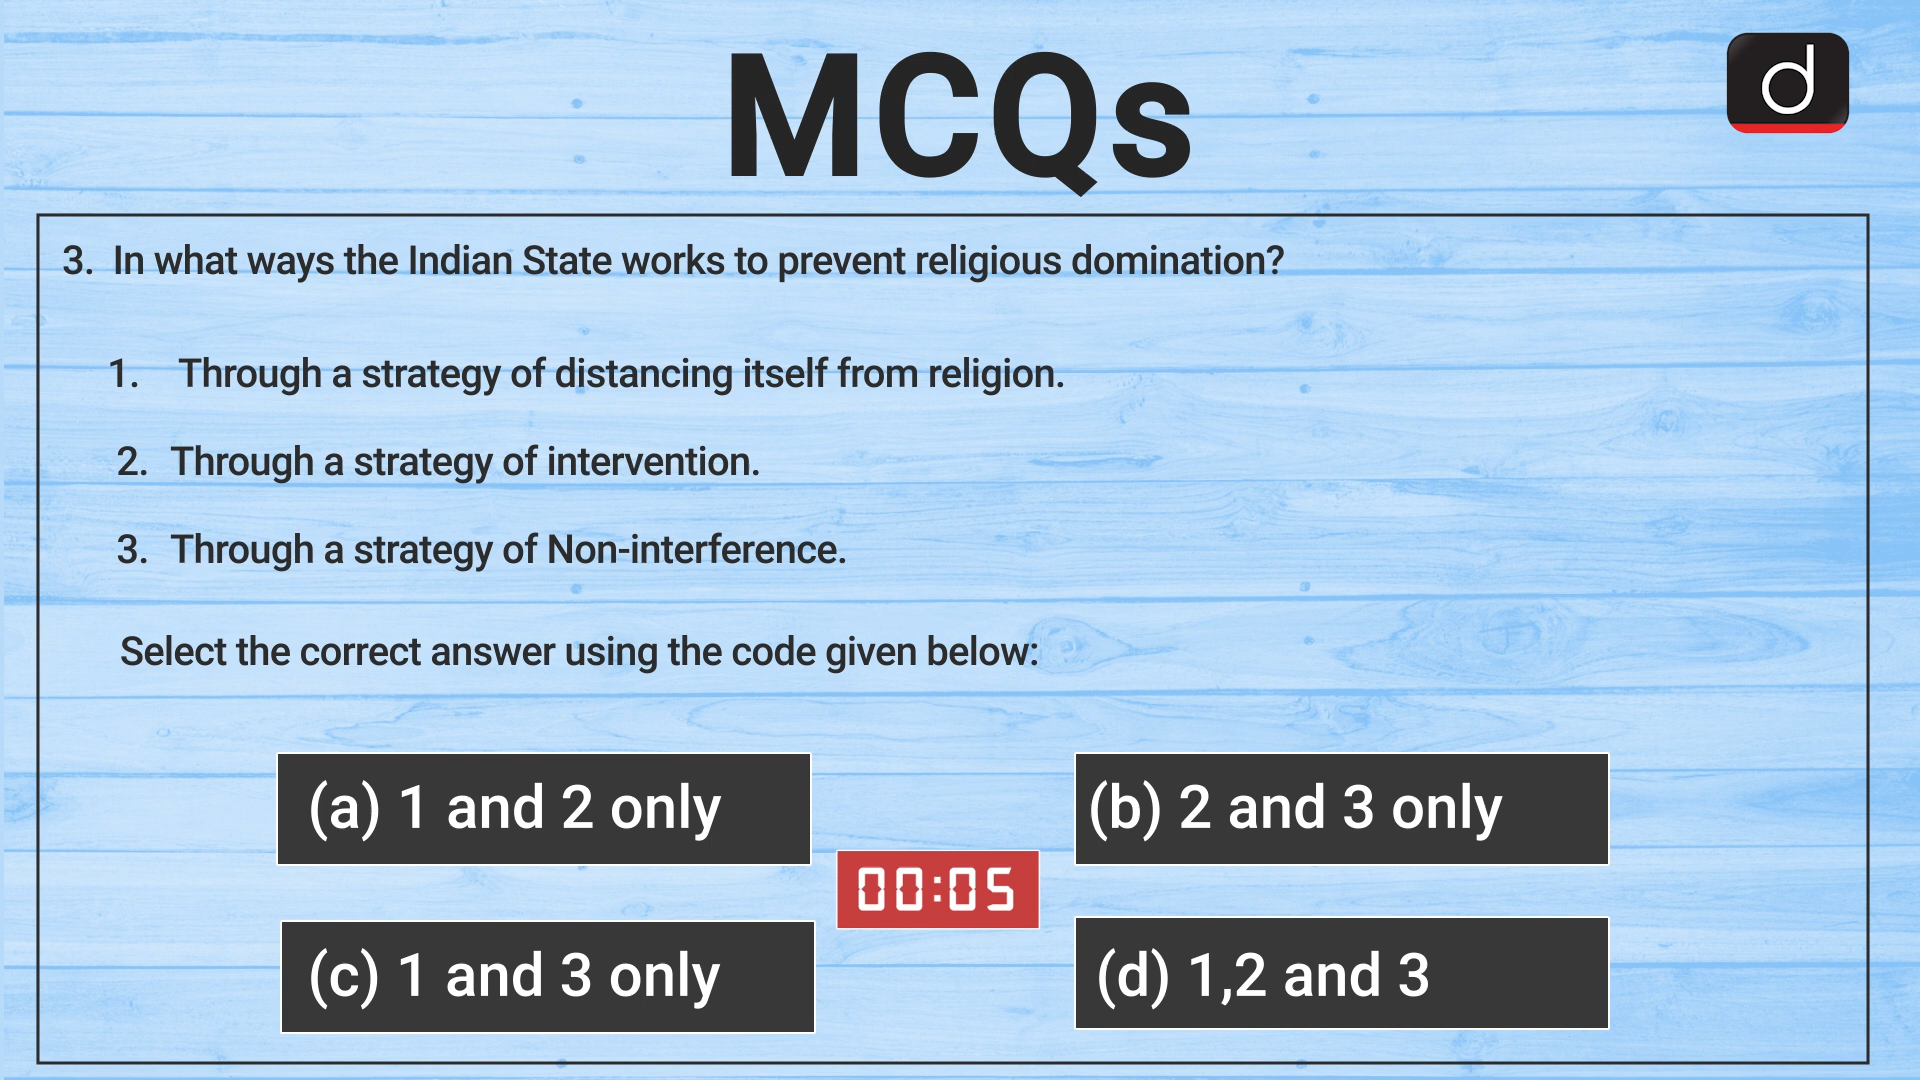 MCQs
d
3. In what ways the Indian State works to prevent religious domination?
1. Through a strategy of distancing itself from religion.
2. Through a strategy of intervention.
3. Through a strategy of Non-interference.
Select the correct answer using the code given below:
(a) 1 and 2 only
(b) 2 and 3 only
00:05
(c) 1 and 3 only
(d) 1,2 and 3